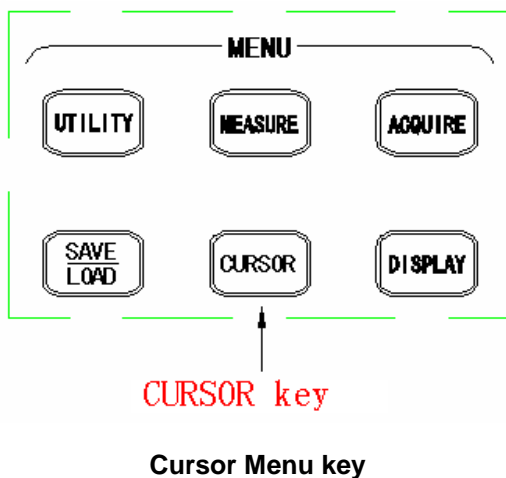 MENU
UTILITY MEASURE ACQUIRE
SAVE
LOAD CURSOR DISPLAY
CURSOR key
Cursor Menu key